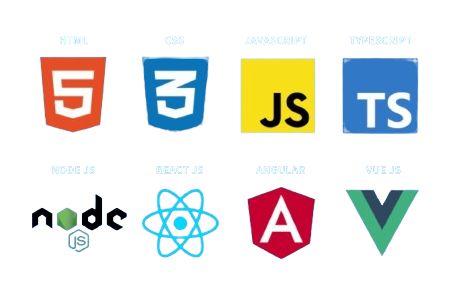 HTML
CSS
JAVASCRIPT
TYPESCRIPT
5
3
JS
TS
NODE JS
REACT JS
ANGULAR
VUE JS
node
JS
A